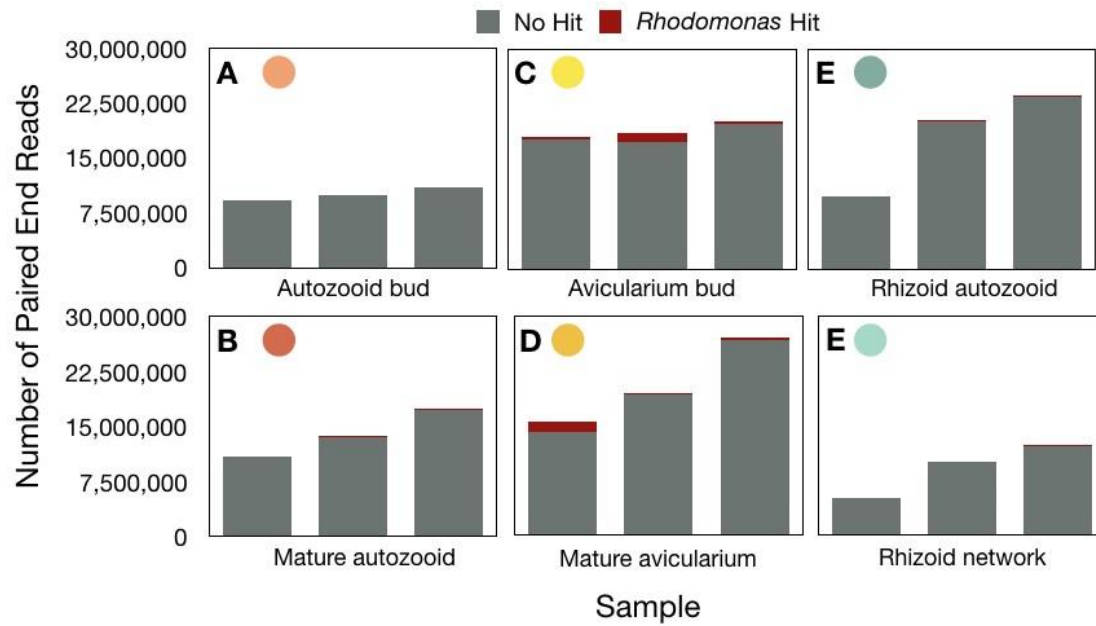 No Hit Rhodomonas Hit
Number of Paired End Reads
30,000,000
22,500,000
15,000,000
7,500,000
0
A
Autozooid bud
C
Avicularium bud
E
Rhizoid autozooid
30,000,000
22,500,000
15,000,000
7,500,000
0
B
Mature autozooid
D
Mature avicularium
E
Rhizoid network
Sample